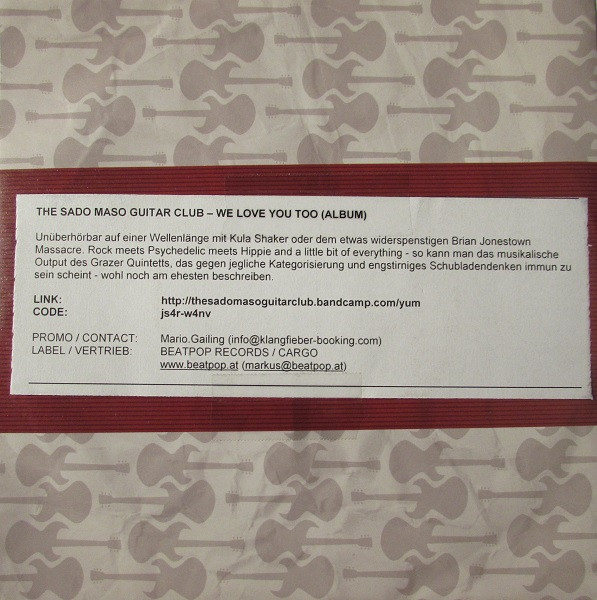 THE SADO MASO GUITAR CLUB – WE LOVE YOU TOO (ALBUM)
Unüberhörbar auf einer Wellenlänge mit Kula Shaker oder dem etwas widerspenstigen Brian Jonestown
Massacre. Rock meets Psychedelic meets Hippie and a little bit of everything - so kann man das musikalische
Output des Grazer Quintetts, das gegen jegliche Kategorisierung und engstirniges Schubladendenken immun zu
sein scheint - wohl noch am ehesten beschreiben.
LINK: http://thesadomasoguitarclub.bandcamp.com/yum
CODE: js4r-w4nv
PROMO / CONTACT: Mario.Gailing (info@klangfieber-booking.com)
LABEL / VERTRIEB: BEATPOP RECORDS / CARGO
www.beatpop.at (markus@beatpop.at)